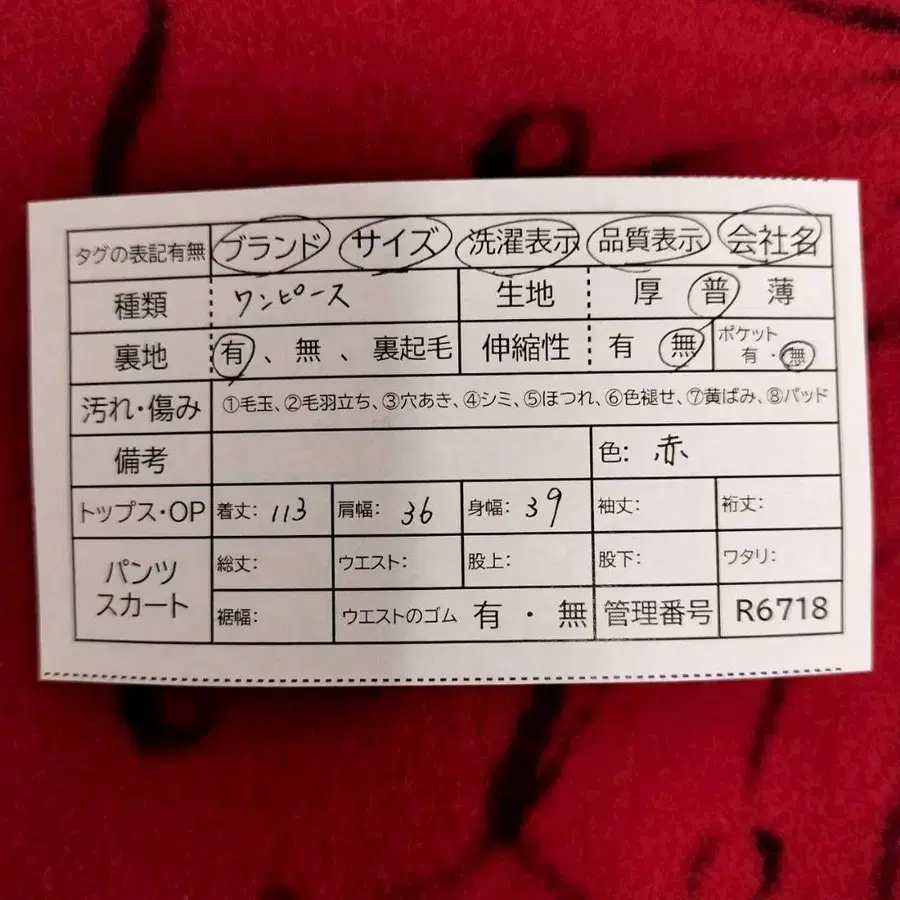 タグの表記有無 ブランド サイズ 洗濯表示 品質表示 会社名
種類 ワンピース 生地 厚 普 薄
裏地 有、無、裏起毛 伸縮性 有 無 ポケット 有・無
汚れ・傷み ①毛玉、②毛羽立ち、③穴あき、④シミ、⑤ほつれ、⑥色褪せ、⑦黄ばみ、⑧パッド
備考 色: 赤
トップス・OP 着丈: 113 肩幅: 36 身幅: 39 袖丈: 裄丈:
パンツ スカート 総丈: ウエスト: 股上: 股下: ワタリ:
裾幅: ウエストのゴム 有・無 管理番号 R6718